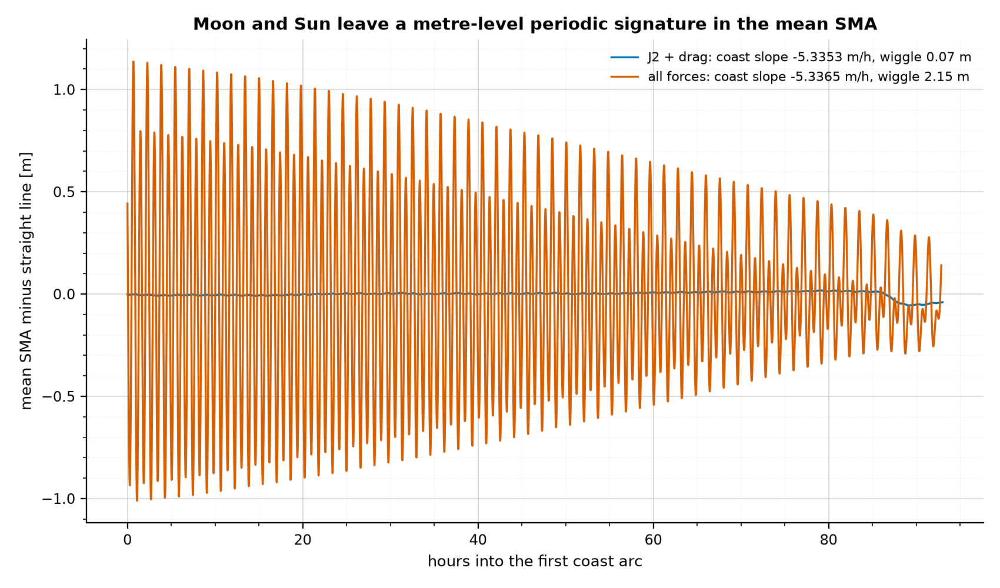 Moon and Sun leave a metre-level periodic signature in the mean SMA
J2 + drag: coast slope -5.3353 m/h, wiggle 0.07 m
all forces: coast slope -5.3365 m/h, wiggle 2.15 m
mean SMA minus straight line [m]
1.0
0.5
0.0
−0.5
−1.0
0 20 40 60 80
hours into the first coast arc